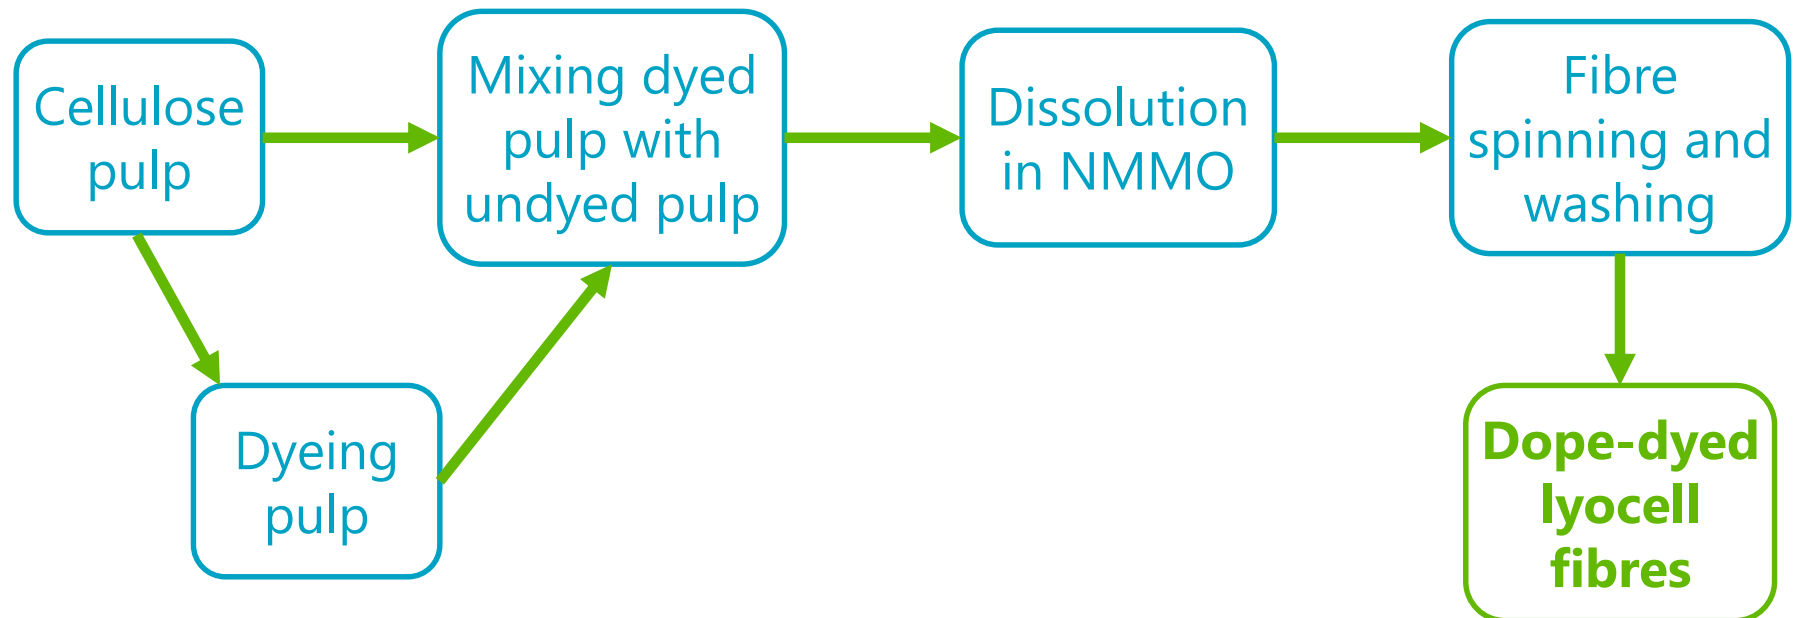 Cellulose
pulp
Mixing dyed
pulp with
undyed pulp
Dissolution
in NMMO
Fibre
spinning and
washing
Dyeing
pulp
Dope-dyed
lyocell
fibres